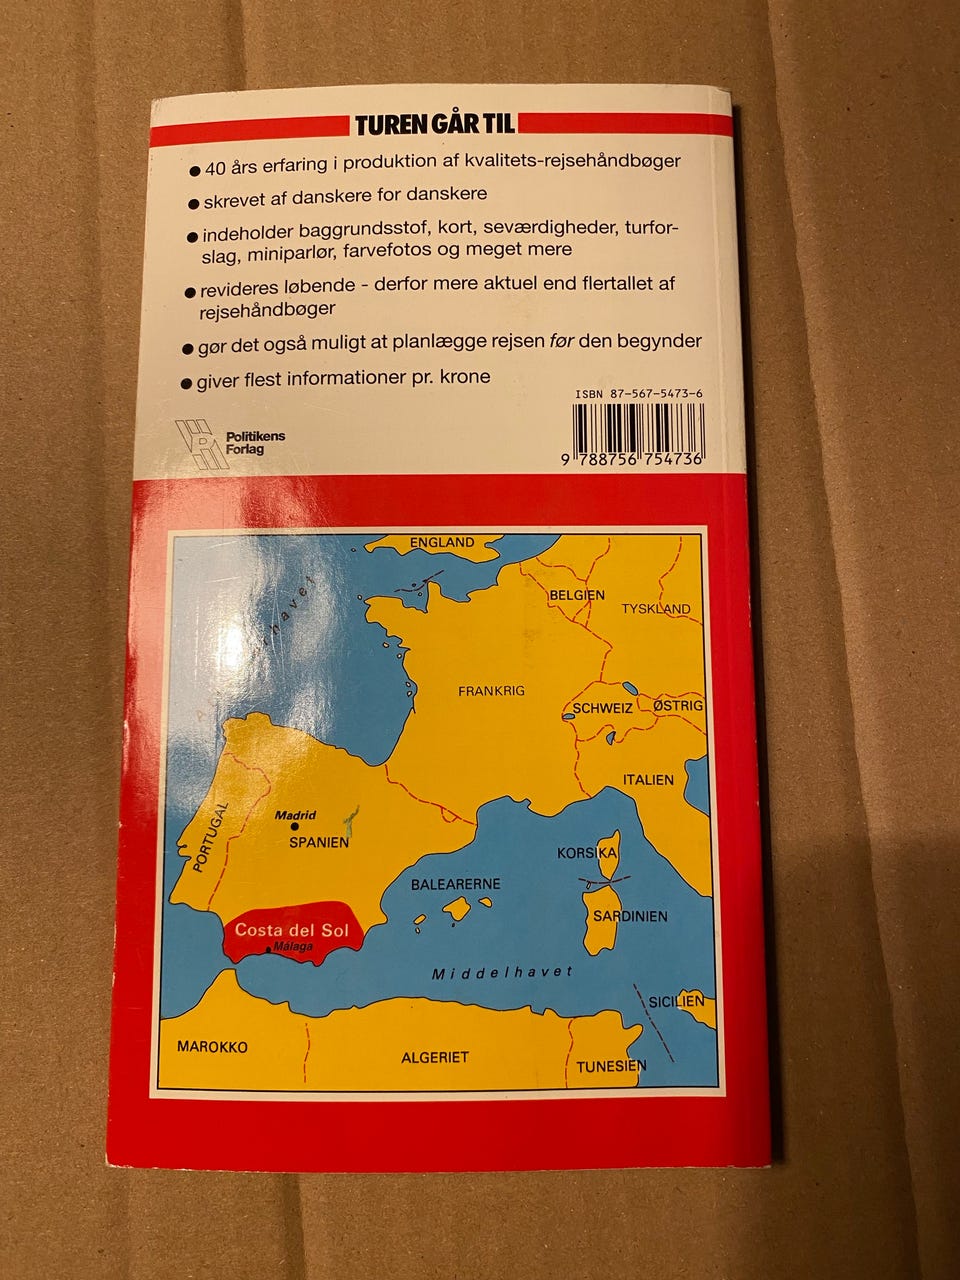 TUREN GÅR TIL
● 40 års erfaring i produktion af kvalitets-rejsehåndbøger
● skrevet af danskere for danskere
● indeholder baggrundsstof, kort, seværdigheder, turfor-
slag, miniparlør, farvefotos og meget mere
● revideres løbende - derfor mere aktuel end flertallet af
rejsehåndbøger
● gør det også muligt at planlægge rejsen før den begynder
● giver flest informationer pr. krone
ISBN 87-567-5473-6
9 788756 754736
Politikens
Forlag
ENGLAND
BELGIEN
TYSKLAND
FRANKRIG
SCHWEIZ
ØSTRIG
ITALIEN
PORTUGAL
Madrid
SPANIEN
KORSIKA
BALEARERNE
SARDINIEN
Costa del Sol
Málaga
Middelhavet
SICILIEN
MAROKKO
ALGERIET
TUNESIEN